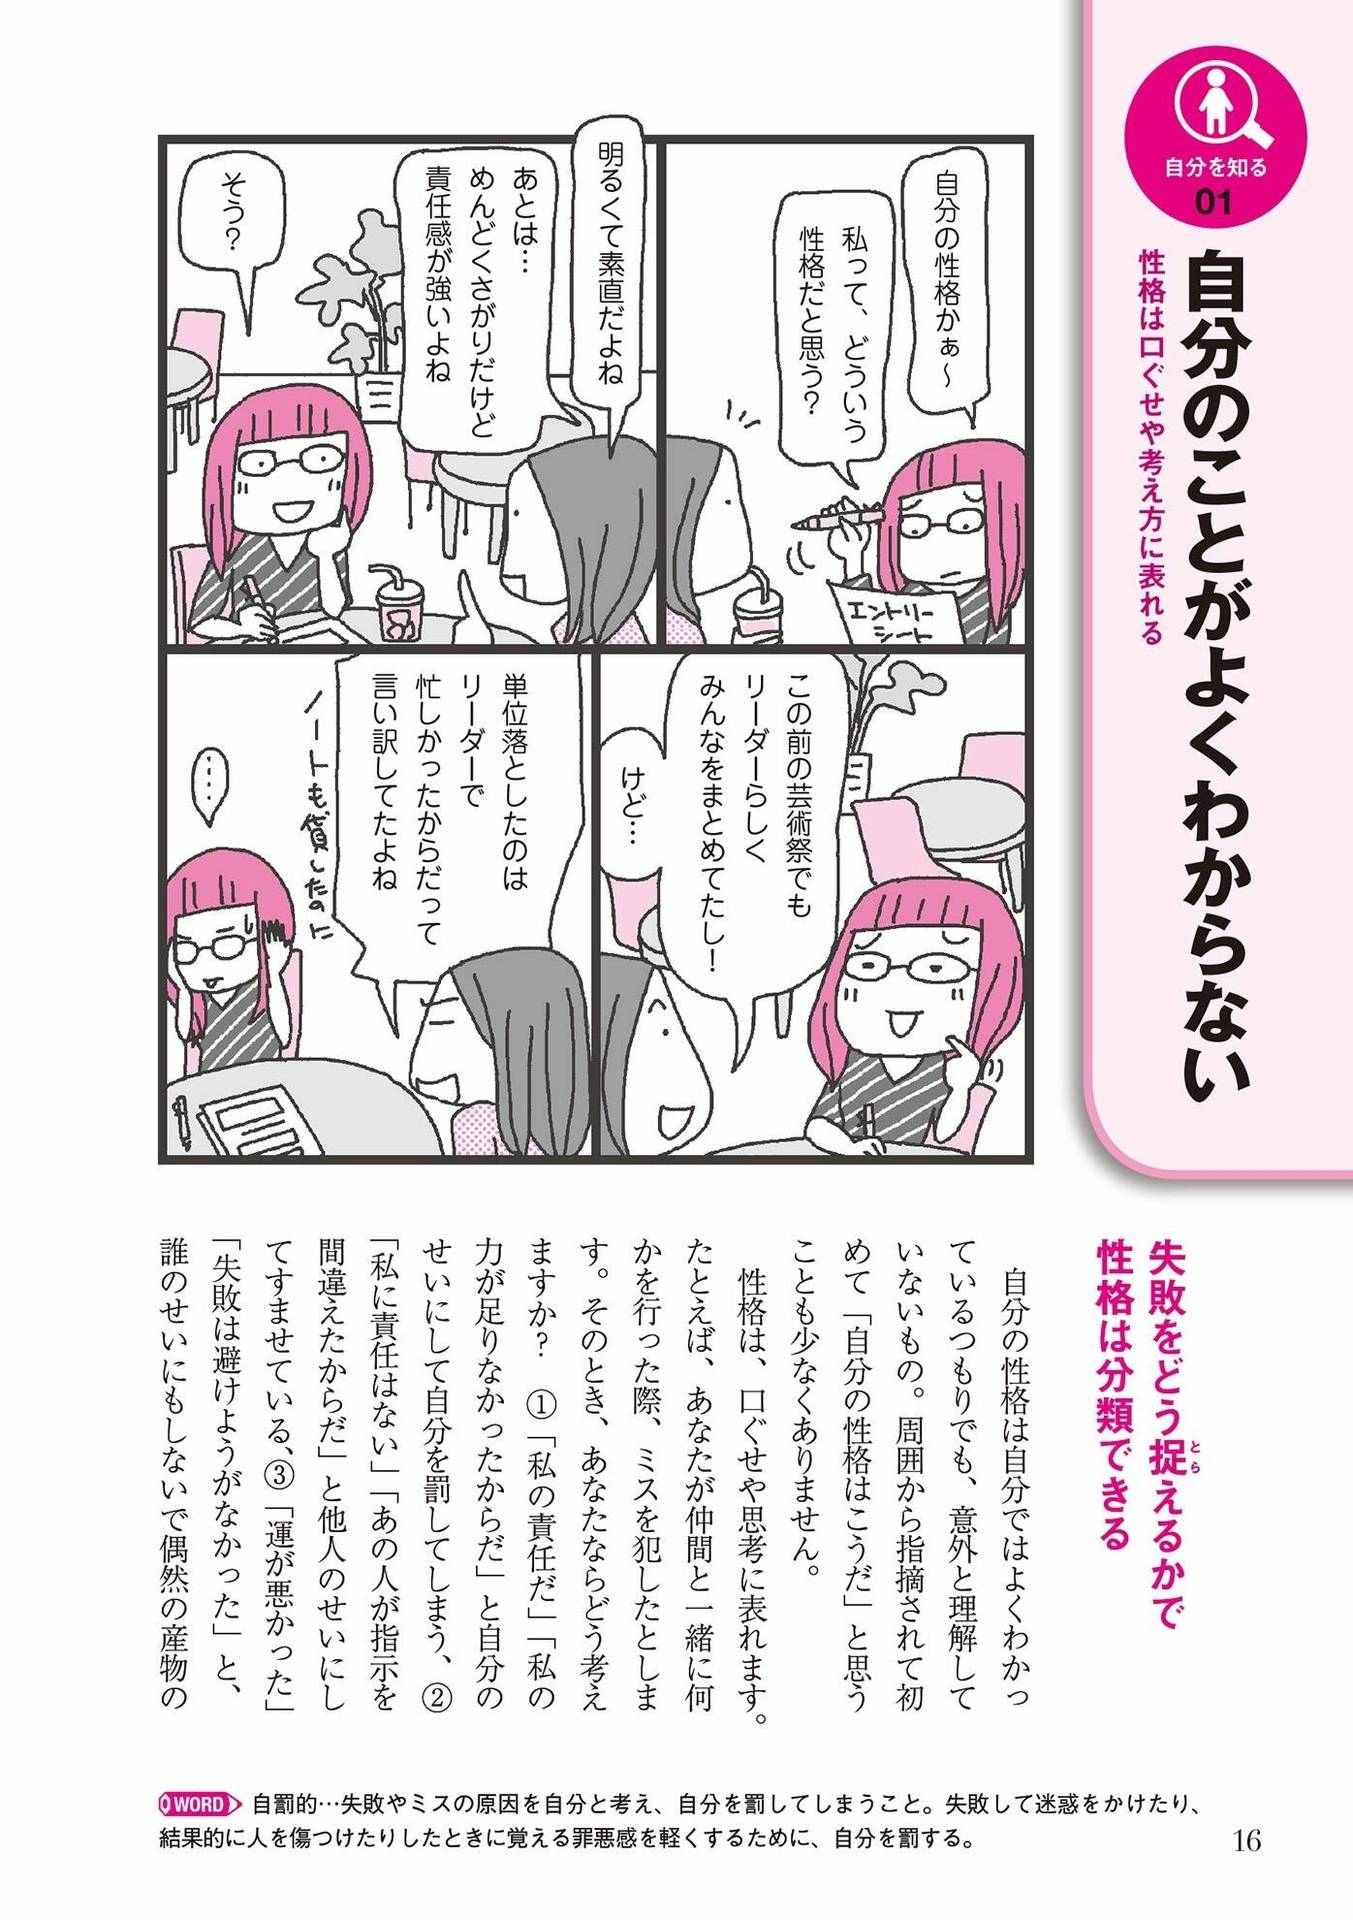 自分を知る
01
自分のことがよくわからない
性格は口ぐせや考え方に表れる
自分の性格かぁ〜
私って、どういう
性格だと思う？
エントリー
シート
明るくて素直だよね
あとは…
めんどくさがりだけど
責任感が強いよね
そう？
この前の芸術祭でも
リーダーらしく
みんなをまとめてたし！
けど…
単位落としたのは
リーダーで
忙しかったからだって
言い訳してたよね
ノートも貸したのに
……
失敗をどう捉えるかで
とら
性格は分類できる
自分の性格は自分ではよくわかっ
ているつもりでも、意外と理解して
いないもの。周囲から指摘されて初
めて「自分の性格はこうだ」と思う
ことも少なくありません。
性格は、口ぐせや思考に表れます。
たとえば、あなたが仲間と一緒に何
かを行った際、ミスを犯したとしま
す。そのとき、あなたならどう考え
ますか？　①「私の責任だ」「私の
力が足りなかったからだ」と自分の
せいにして自分を罰してしまう、②
「私に責任はない」「あの人が指示を
間違えたからだ」と他人のせいにし
てすませている、③「運が悪かった」
「失敗は避けようがなかった」と、
誰のせいにもしないで偶然の産物の
WORD 自罰的…失敗やミスの原因を自分と考え、自分を罰してしまうこと。失敗して迷惑をかけたり、
結果的に人を傷つけたりしたときに覚える罪悪感を軽くするために、自分を罰する。
16